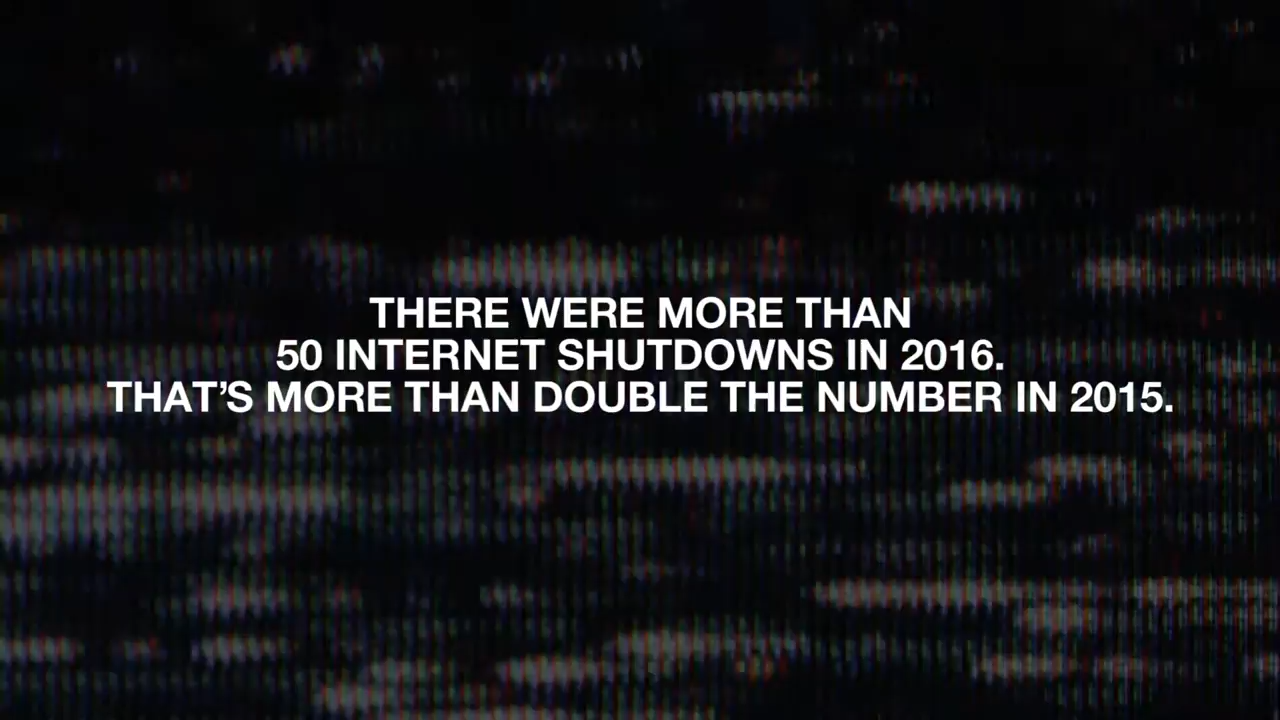 THERE WERE MORE THAN
50 INTERNET SHUTDOWNS IN 2016.
THAT’S MORE THAN DOUBLE THE NUMBER IN 2015.